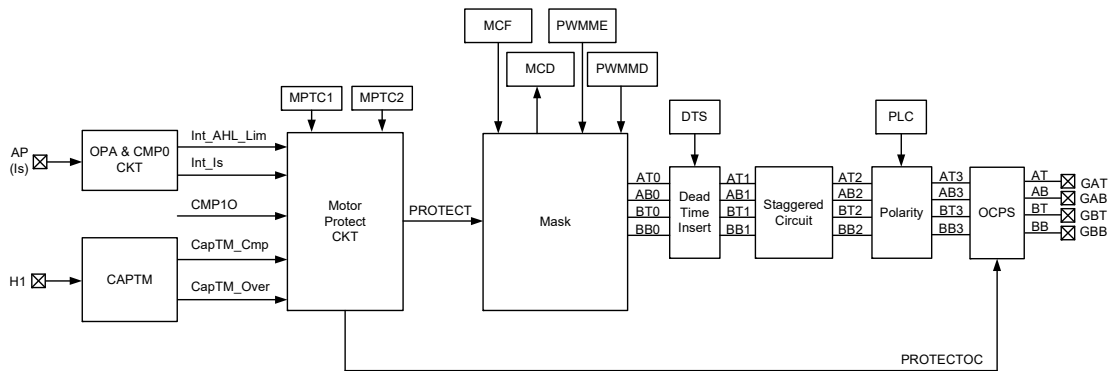 MCF
PWMME
MCD
PWMMD
MPTC1
MPTC2
DTS
PLC
AP
(Is)
OPA & CMP0
CKT
Int_AHL_Lim
Int_Is
CMP1O
H1
CAPTM
CapTM_Cmp
CapTM_Over
Motor
Protect
CKT
PROTECT
Mask
AT0
AB0
BT0
BB0
Dead
Time
Insert
AT1
AB1
BT1
BB1
Staggered
Circuit
AT2
AB2
BT2
BB2
Polarity
AT3
AB3
BT3
BB3
OCPS
AT
AB
BT
BB
GAT
GAB
GBT
GBB
PROTECTOC